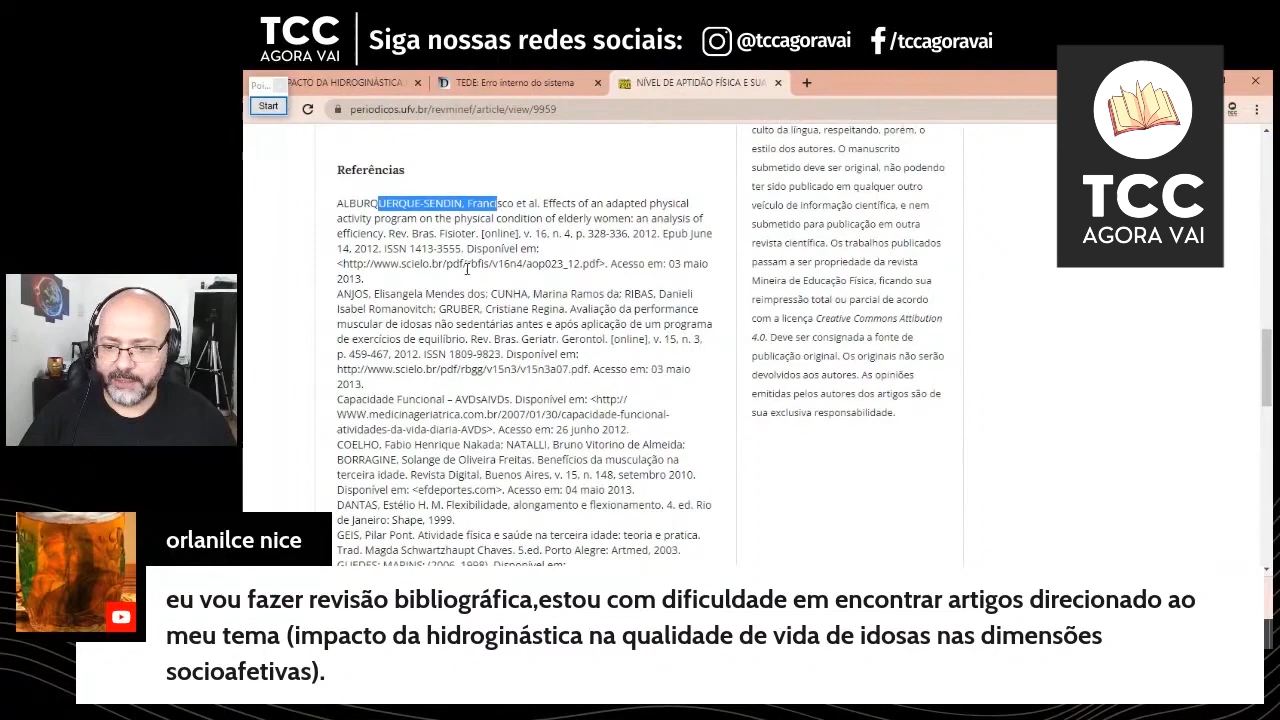 TCC
AGORA VAI
Siga nossas redes sociais:
@tccagoravai
/tccagoravai
Poi...
PACTO DA HIDROGINÁSTICA
TEDE: Erro interno do sistema
NÍVEL DE APTIDÃO FÍSICA E SUA
Start
periodicos.ufv.br/revminef/article/view/9959
TCC
AGORA VAI
Referências
ALBURQUERQUE-SENDIN, Francisco et al. Effects of an adapted physical
activity program on the physical condition of elderly women: an analysis of
efficiency. Rev. Bras. Fisioter. [online], v. 16, n. 4, p. 328-336, 2012. Epub June
14, 2012. ISSN 1413-3555. Disponível em:
<http://www.scielo.br/pdf/rbfis/v16n4/aop023_12.pdf>. Acesso em: 03 maio
2013.
ANJOS, Elisangela Mendes dos; CUNHA, Marina Ramos da; RIBAS, Danieli
Isabel Romanovitch; GRUBER, Cristiane Regina. Avaliação da performance
muscular de idosas não sedentárias antes e após aplicação de um programa
de exercícios de equilíbrio. Rev. Bras. Geriatr. Gerontol. [online], v. 15, n. 3,
p. 459-467, 2012. ISSN 1809-9823. Disponível em:
http://www.scielo.br/pdf/rbgg/v15n3/v15n3a07.pdf. Acesso em: 03 maio
2013.
Capacidade Funcional – AVDsAIVDs. Disponível em: <http://
WWW.medicinageriatrica.com.br/2007/01/30/capacidade-funcional-
atividades-da-vida-diaria-AVDs>. Acesso em: 26 junho 2012.
COELHO, Fabio Henrique Nakada; NATALLI, Bruno Vitorino de Almeida;
BORRAGINE, Solange de Oliveira Freitas. Benefícios da musculação na
terceira idade. Revista Digital, Buenos Aires, v. 15, n. 148, setembro 2010.
Disponível em: <efdeportes.com>. Acesso em: 04 maio 2013.
DANTAS, Estélio H. M. Flexibilidade, alongamento e flexionamento. 4. ed. Rio
de Janeiro: Shape, 1999.
GEIS, Pilar Pont. Atividade física e saúde na terceira idade: teoria e pratica.
Trad. Magda Schwartzhaupt Chaves. 5.ed. Porto Alegre: Artmed, 2003.
GUEDES; MARINS; (2006, 1998). Disponível em:
culto da língua, respeitando, porém, o
estilo dos autores. O manuscrito
submetido deve ser original, não podendo
ter sido publicado em qualquer outro
veículo de informação científica, e nem
submetido para publicação em outra
revista científica. Os trabalhos publicados
passam a ser propriedade da revista
Mineira de Educação Física, ficando sua
reimpressão total ou parcial de acordo
com a licença Creative Commons Attibution
4.0. Deve ser consignada a fonte de
publicação original. Os originais não serão
devolvidos aos autores. As opiniões
emitidas pelos autores dos artigos são de
sua exclusiva responsabilidade.
orlanilce nice
eu vou fazer revisão bibliográfica,estou com dificuldade em encontrar artigos direcionado ao
meu tema (impacto da hidroginástica na qualidade de vida de idosas nas dimensões
socioafetivas).